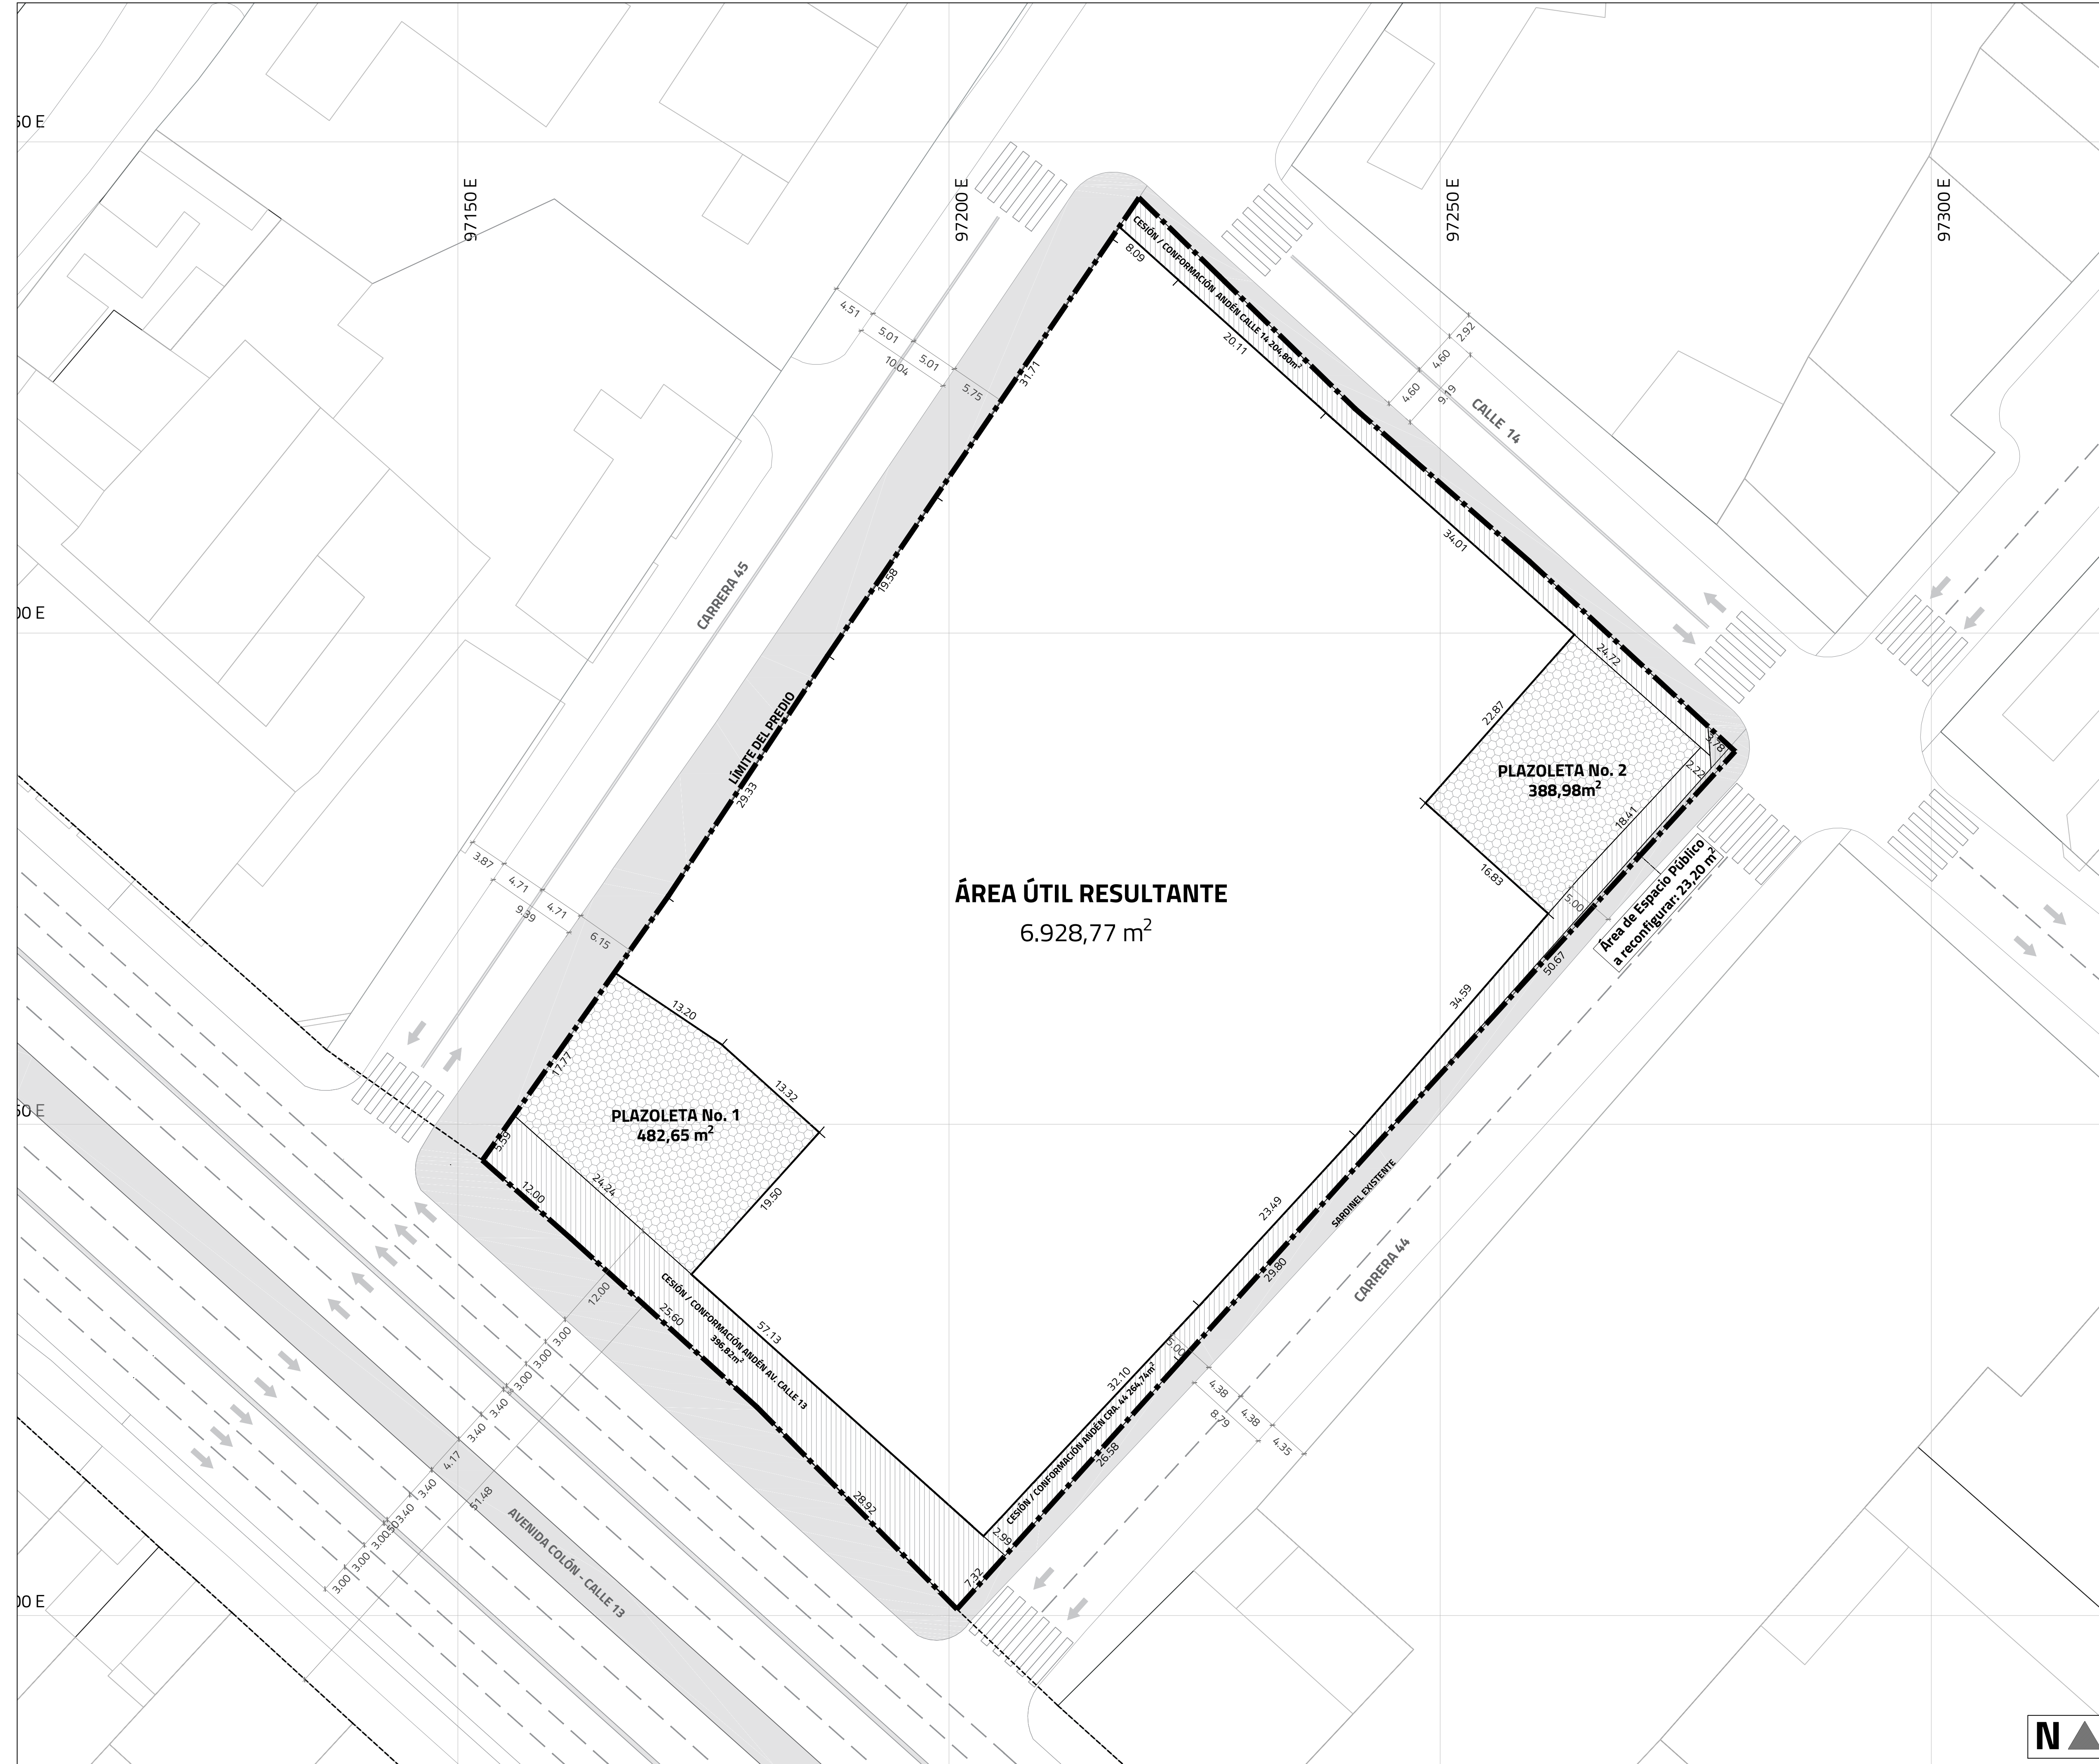 50 E
97150 E
97200 E
97250 E
97300 E
CESIÓN / CONFORMACIÓN ANDÉN CALLE 14 204,80m²
8.09
20.11
34.01
24.72
4.51
5.01
5.01
10.04
5.75
31.71
2.92
4.60
4.60
9.19
CALLE 14
CARRERA 45
19.58
00 E
LÍMITE DEL PREDIO
29.33
22.87
PLAZOLETA No. 2
388,98m²
2.22
18.41
16.83
5.00
Área de Espacio Público
a reconfigurar: 23,20 m²
3.87
4.71
4.71
9.39
6.15
ÁREA ÚTIL RESULTANTE
6.928,77 m²
50.67
34.59
13.20
13.32
17.77
PLAZOLETA No. 1
482,65 m²
50 E
5.59
12.00
24.24
19.50
SARDINEL EXISTENTE
23.49
29.80
CARRERA 44
CESIÓN / CONFORMACIÓN ANDÉN AV. CALLE 13
396,82m²
25.60
57.13
12.00
3.00
3.00
3.00
3.40
3.40
4.17
3.40
3.40
.50
3.00
3.00
3.00
51.48
AVENIDA COLÓN - CALLE 13
5.00
4.38
4.38
8.79
4.35
32.10
CESIÓN / CONFORMACIÓN ANDÉN CRA. 44 264,74m²
26.58
28.92
2.99
7.32
00 E
N